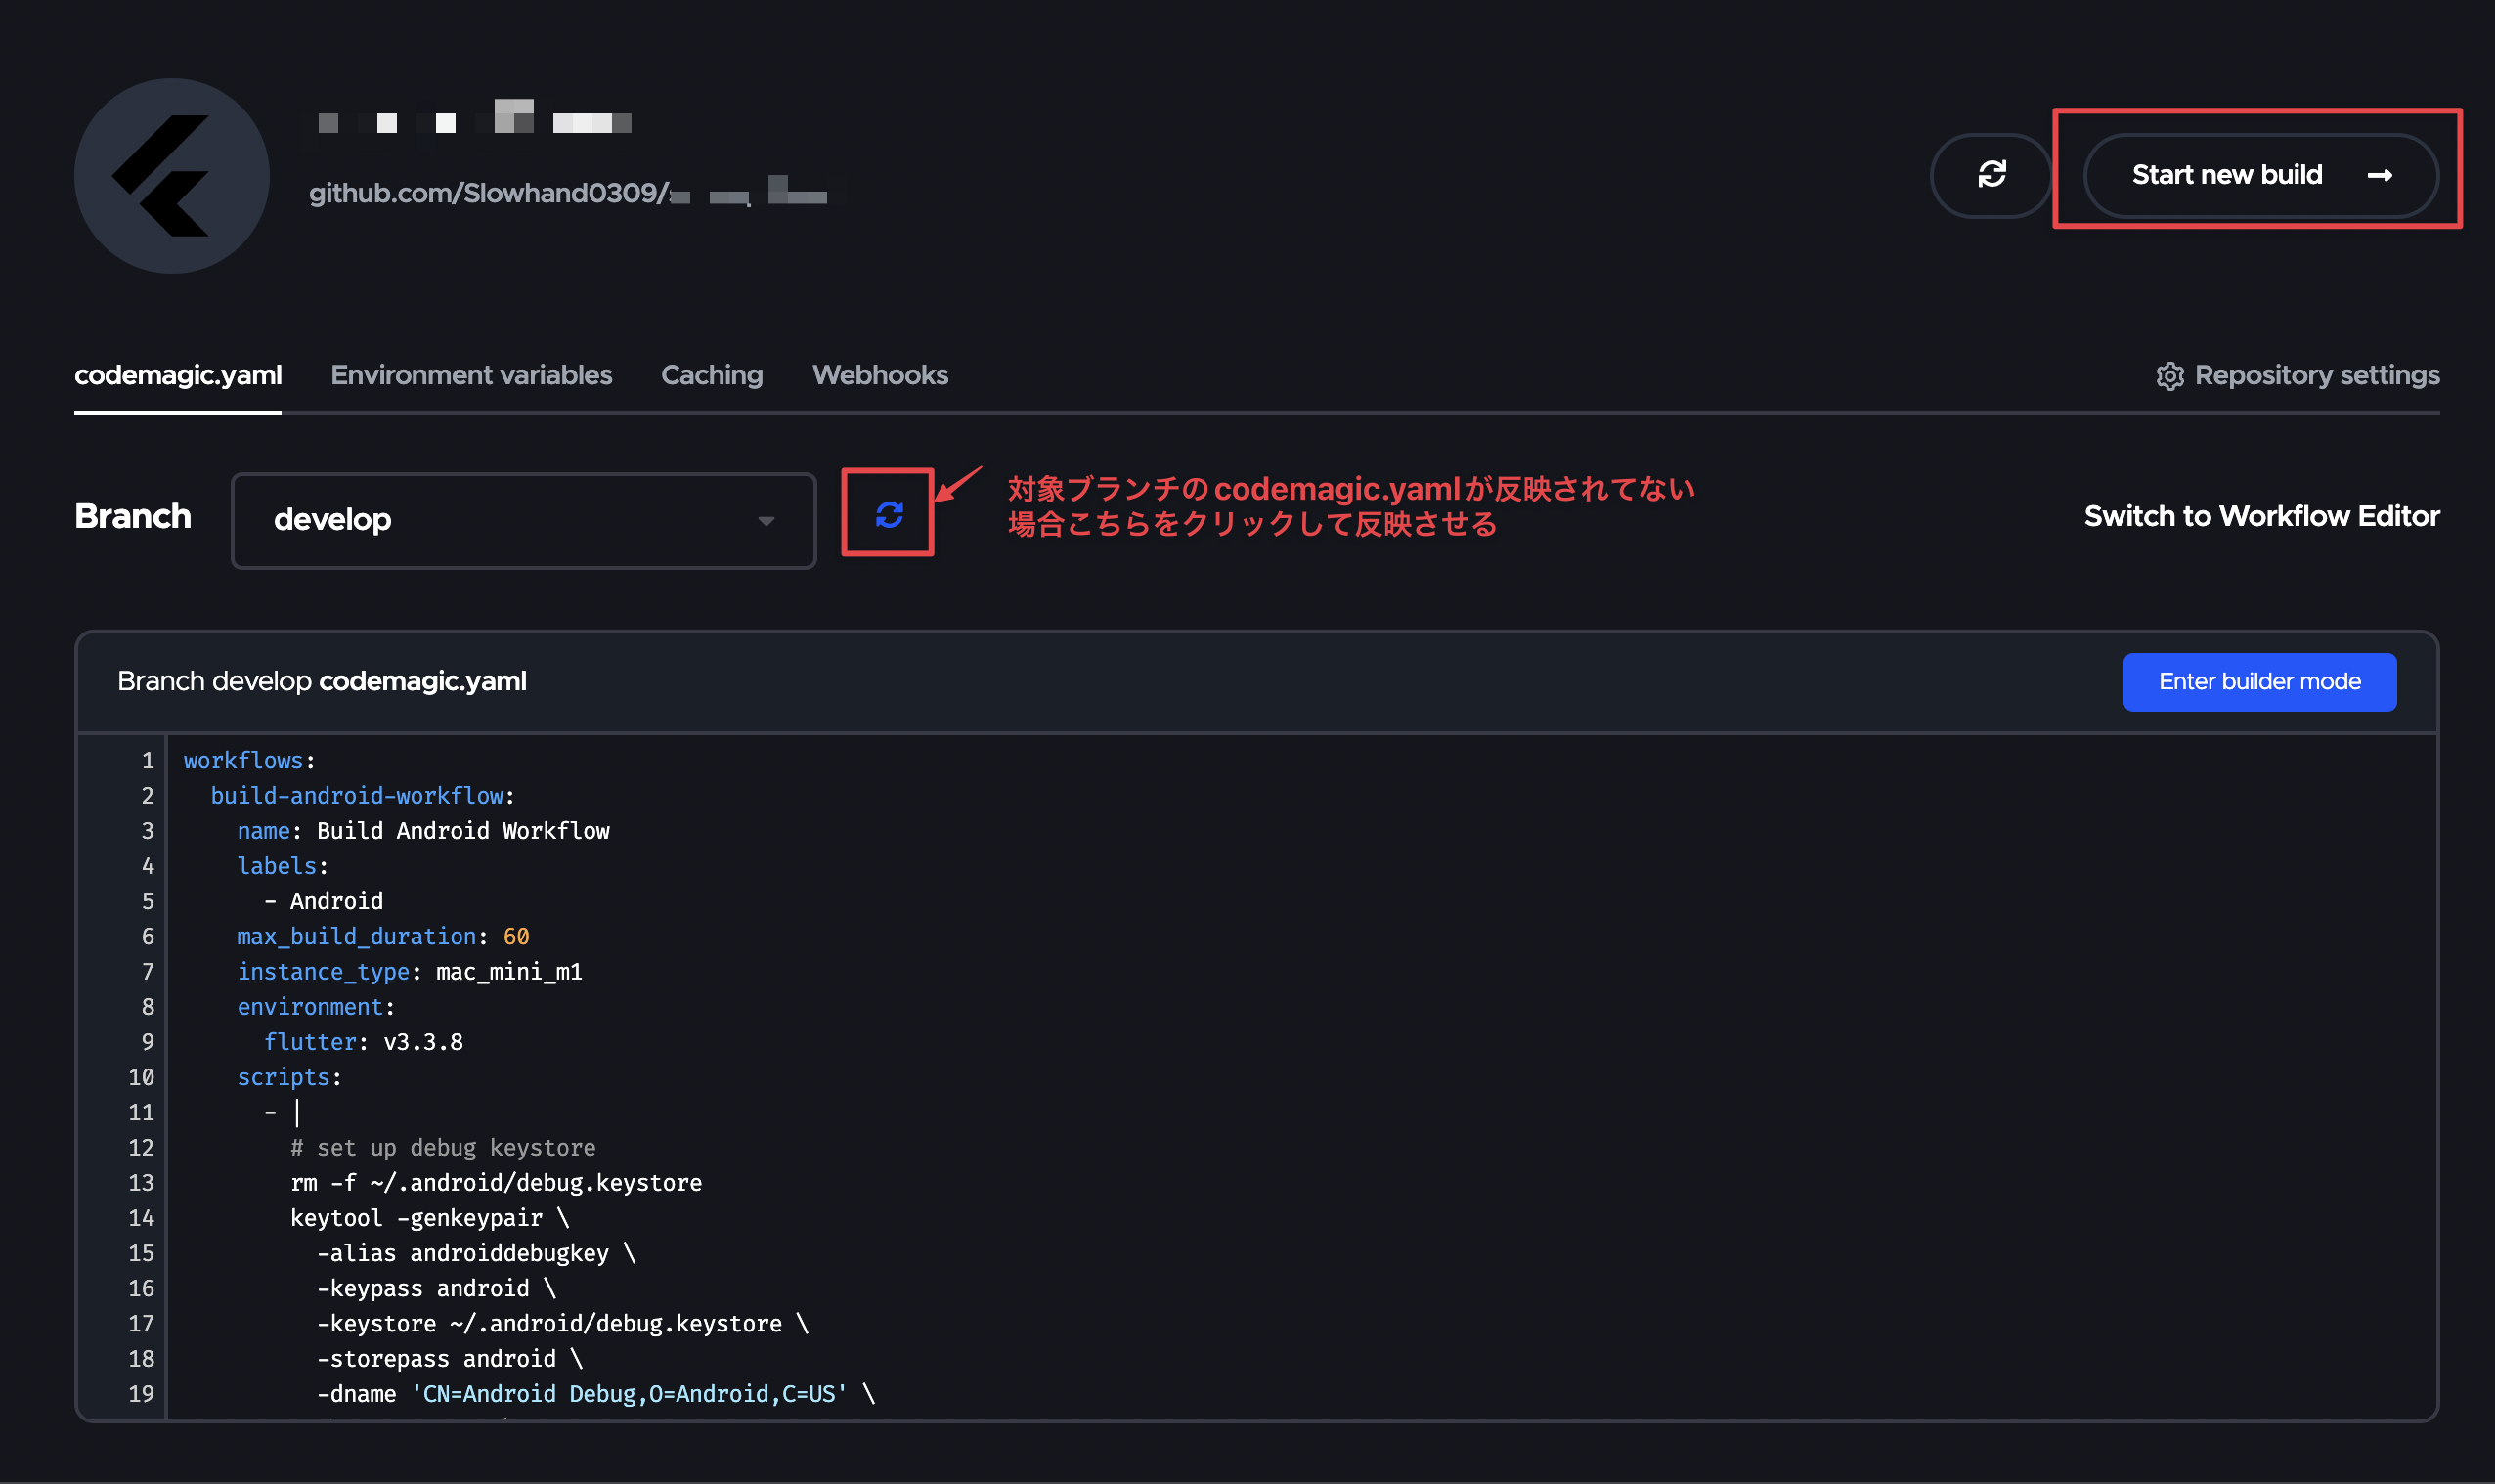 github.com/Slowhand0309/
Start new build
codemagic.yaml
Environment variables
Caching
Webhooks
Repository settings
Branch
develop
対象ブランチのcodemagic.yamlが反映されてない
場合こちらをクリックして反映させる
Switch to Workflow Editor
Branch develop codemagic.yaml
Enter builder mode
1 workflows:
2 build-android-workflow:
3 name: Build Android Workflow
4 labels:
5 - Android
6 max_build_duration: 60
7 instance_type: mac_mini_m1
8 environment:
9 flutter: v3.3.8
10 scripts:
11 - |
12 # set up debug keystore
13 rm -f ~/.android/debug.keystore
14 keytool -genkeypair \
15 -alias androiddebugkey \
16 -keypass android \
17 -keystore ~/.android/debug.keystore \
18 -storepass android \
19 -dname 'CN=Android Debug,O=Android,C=US' \